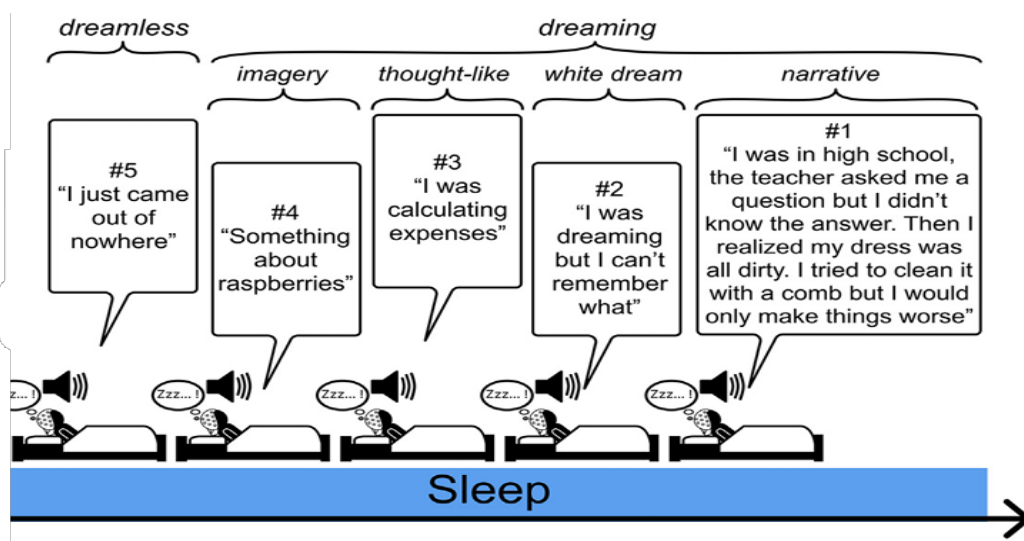 dreamless
dreaming
imagery
thought-like
white dream
narrative
#5
“I just came
out of
nowhere”
#4
“Something
about
raspberries”
#3
“I was
calculating
expenses”
#2
“I was
dreaming
but I can’t
remember
what”
#1
“I was in high school,
the teacher asked me a
question but I didn’t
know the answer. Then I
realized my dress was
all dirty. I tried to clean it
with a comb but I would
only make things worse”
z... !
Zzz... !
Zzz... !
Zzz... !
Zzz... !
Sleep